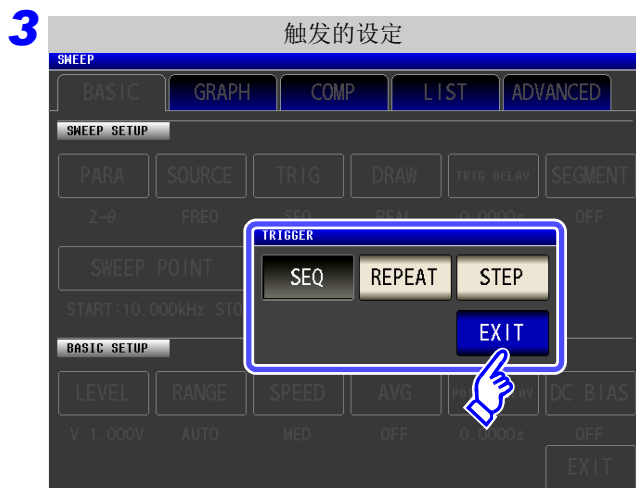 3
触发的设定
SWEEP
BASIC GRAPH COMP LIST ADVANCED
SWEEP SETUP
PARA SOURCE TRIG DRAW TRIG DELAY SEGMENT
Z-θ FREQ SEQ REAL 0.0000s OFF
TRIGGER
SWEEP POINT
SEQ REPEAT STEP
START:10.000kHz STO
EXIT
BASIC SETUP
LEVEL RANGE SPEED AVG DC BIAS
V 1.000V AUTO MED OFF 0.0000s OFF
EXIT